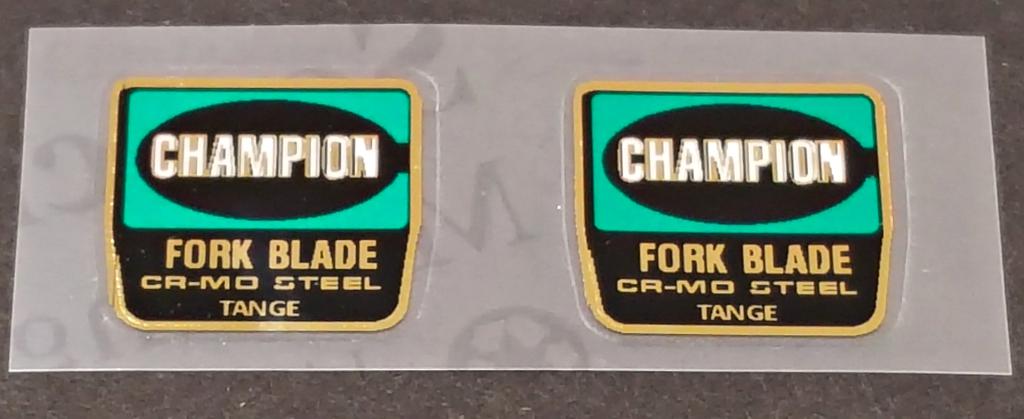 CHAMPION
FORK BLADE
CR-MO STEEL
TANGE
CHAMPION
FORK BLADE
CR-MO STEEL
TANGE